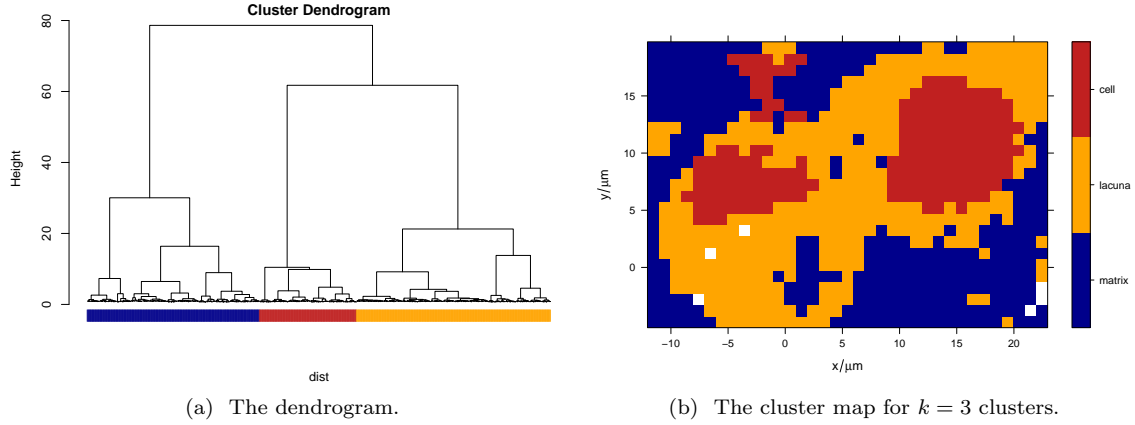 Cluster Dendrogram
80
60
40
20
0
Height
dist
(a) The dendrogram.
15
10
5
0
y/μm
−10
−5
0
5
10
15
20
x/μm
cell
lacuna
matrix
(b) The cluster map for k = 3 clusters.